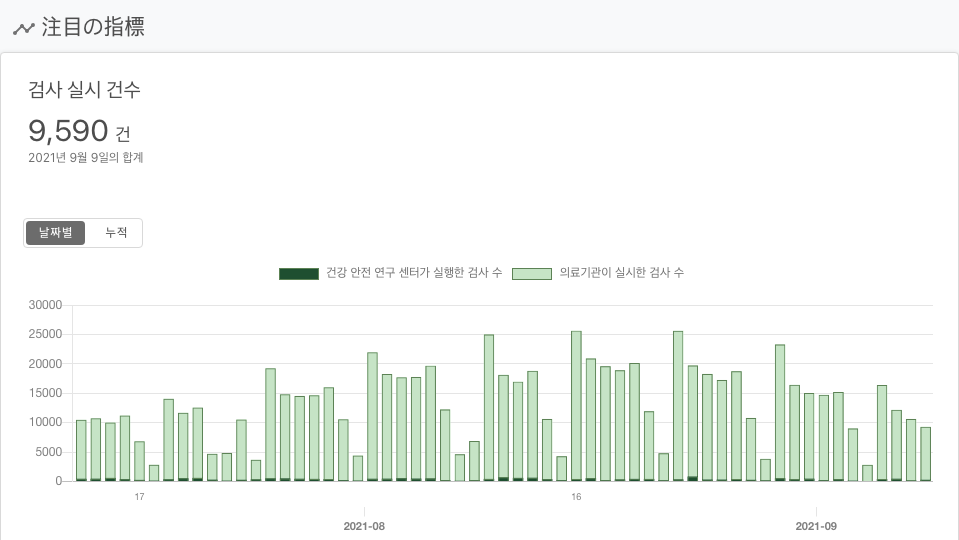 注目の指標
검사 실시 건수
9,590 건
2021년 9월 9일의 합계
날짜별 누적
건강 안전 연구 센터가 실행한 검사 수 의료기관이 실시한 검사 수
30000
25000
20000
15000
10000
5000
0
17 16
2021-08 2021-09